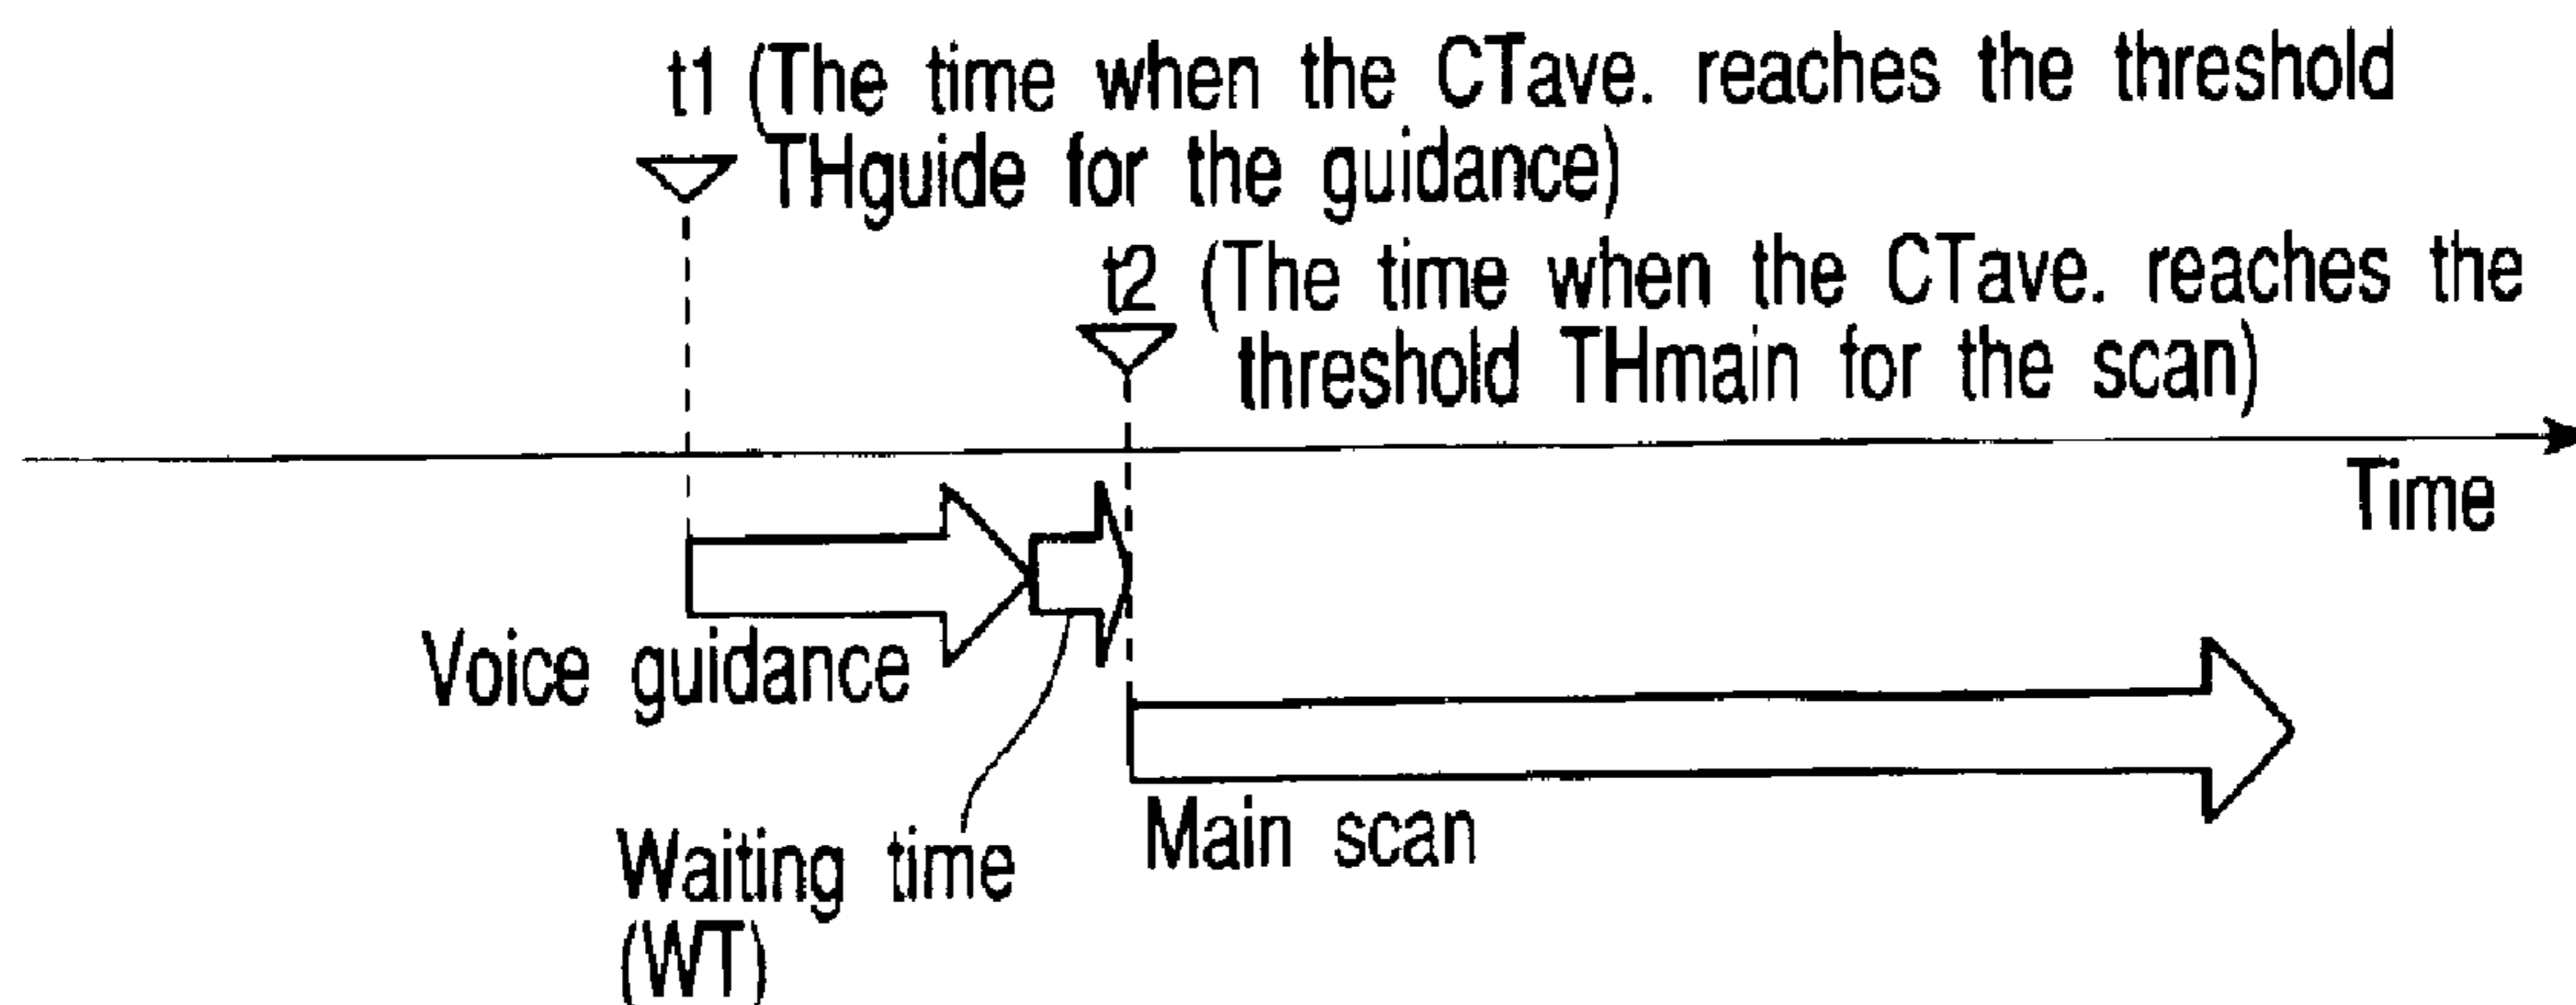 t1 (The time when the CTave. reaches the threshold
THguide for the guidance)
t2 (The time when the CTave. reaches the
threshold THmain for the scan)
Time
Voice guidance
Waiting time
(WT)
Main scan